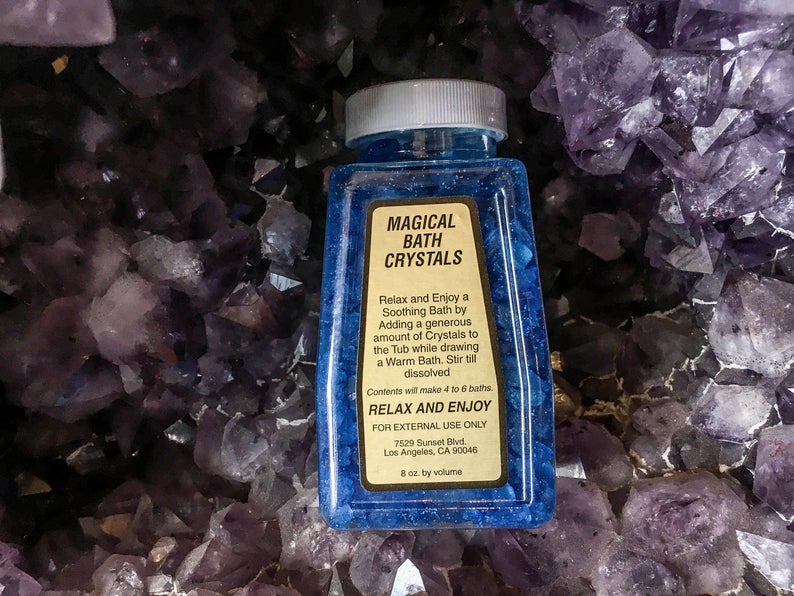 MAGICAL
BATH
CRYSTALS
Relax and Enjoy a
Soothing Bath by
Adding a generous
amount of Crystals to
the Tub while drawing
a Warm Bath. Stir till
dissolved
Contents will make 4 to 6 baths.
RELAX AND ENJOY
FOR EXTERNAL USE ONLY
7529 Sunset Blvd.
Los Angeles, CA 90046
8 oz. by volume